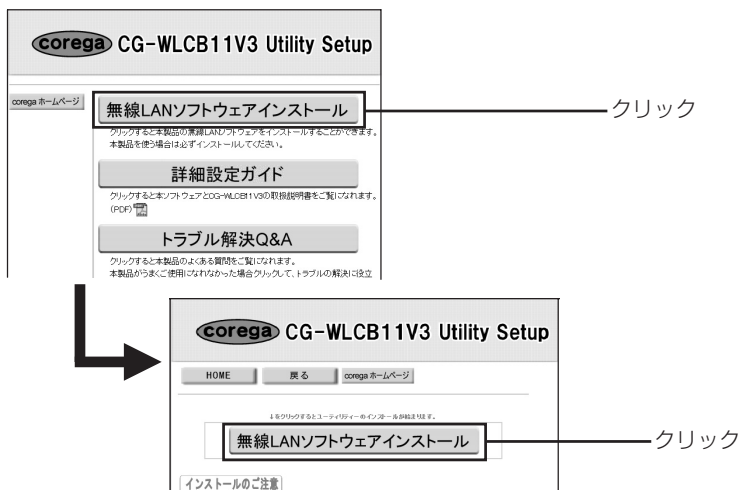 corega CG-WLCB11V3 Utility Setup
corega ホームページ
無線LANソフトウェアインストール
クリック
クリックすると本製品の無線LANソフトウェアをインストールすることができます。
本製品を使う場合は必ずインストールしてください。
詳細設定ガイド
クリックすると本ソフトウェアとCG-WLCB11V3の取扱説明書をご覧になれます。
(PDF)
トラブル解決Q&A
クリックすると本製品のよくある質問をご覧になれます。
本製品がうまくご使用になれなかった場合クリックして、トラブルの解決に役立
corega CG-WLCB11V3 Utility Setup
HOME 戻る corega ホームページ
↓をクリックするとユーティリティーのインストールが始まります。
無線LANソフトウェアインストール
クリック
インストールのご注意